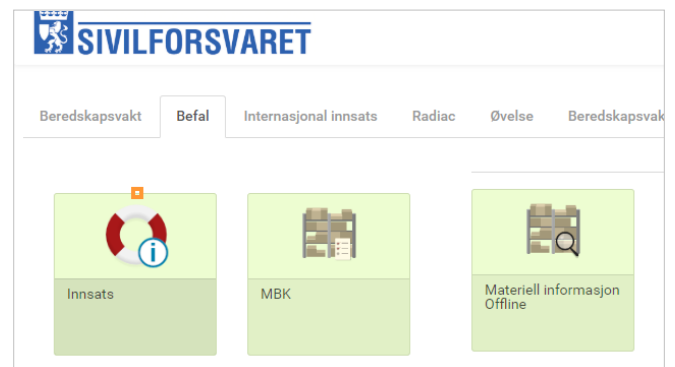 SIVILFORSVARET
Beredskapsvakt Befal Internasjonal innsats Radiac Øvelse Beredskapsvak
Innsats MBK Materiell informasjon
Offline